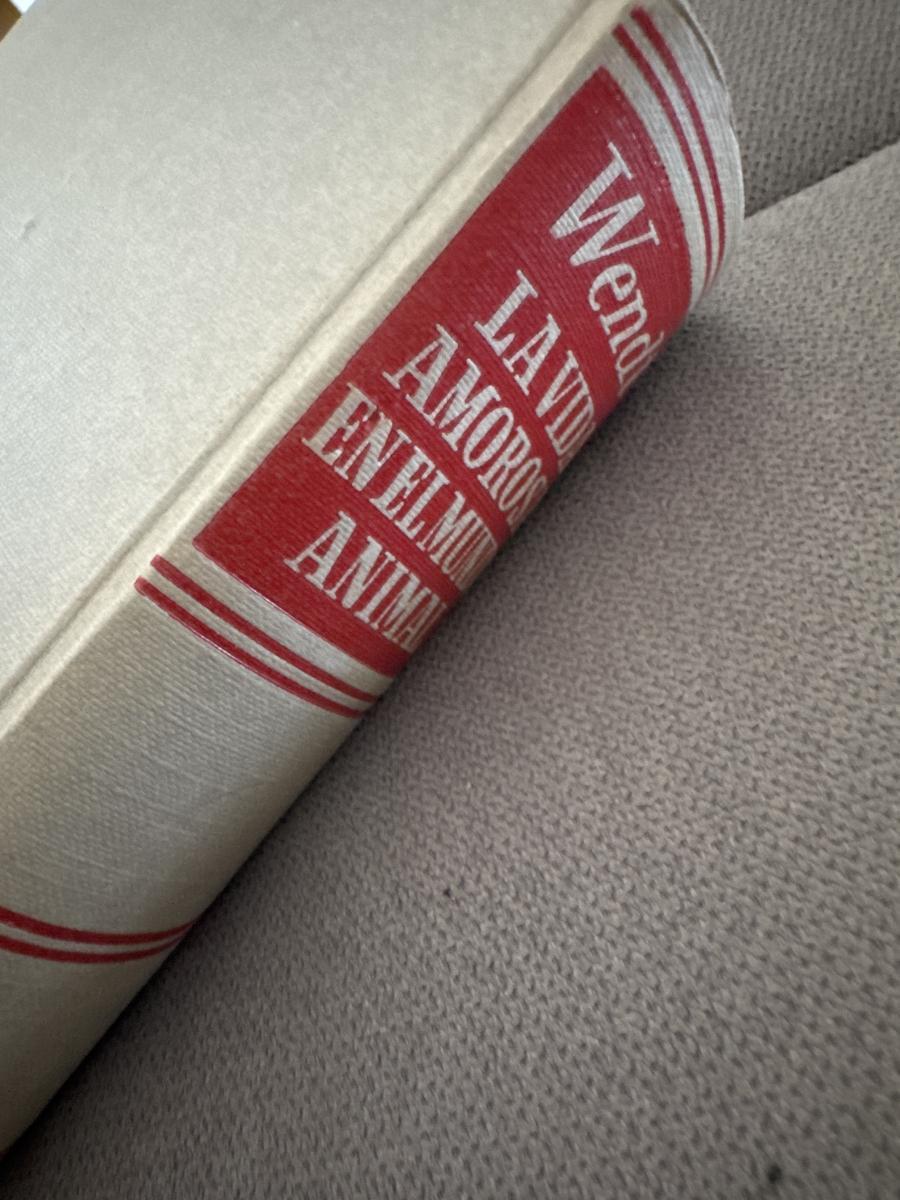 Wend
LA VID
AMOROS
EN EL MUN
ANIMA